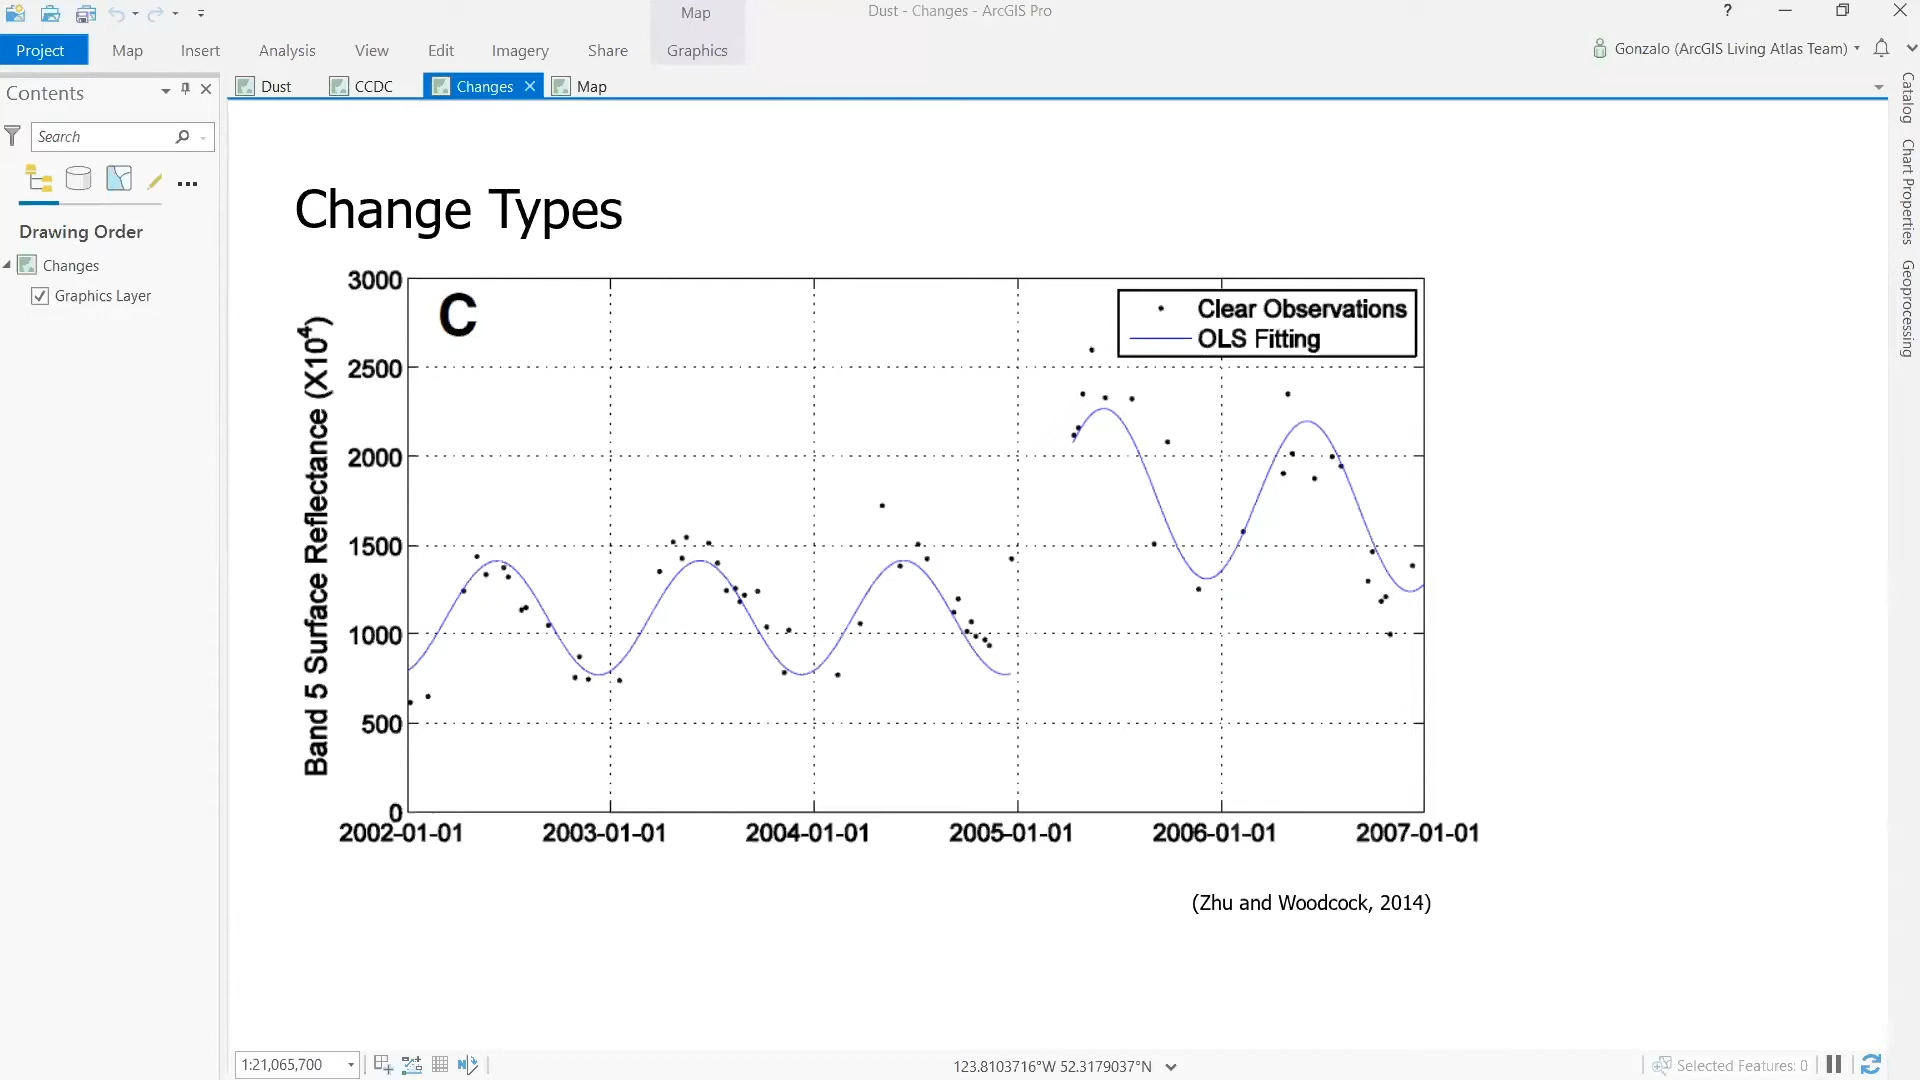 Map
Dust - Changes - ArcGIS Pro
?
Project
Map
Insert
Analysis
View
Edit
Imagery
Share
Graphics
Gonzalo (ArcGIS Living Atlas Team)
Contents
Dust
CCDC
Changes
Map
Search
Drawing Order
Changes
Graphics Layer
Catalog
Chart Properties
Geoprocessing
Change Types
C
Clear Observations
OLS Fitting
Band 5 Surface Reflectance (X10⁴)
3000
2500
2000
1500
1000
500
0
2002-01-01
2003-01-01
2004-01-01
2005-01-01
2006-01-01
2007-01-01
(Zhu and Woodcock, 2014)
1:21,065,700
123.8103716°W 52.3179037°N
Selected Features: 0